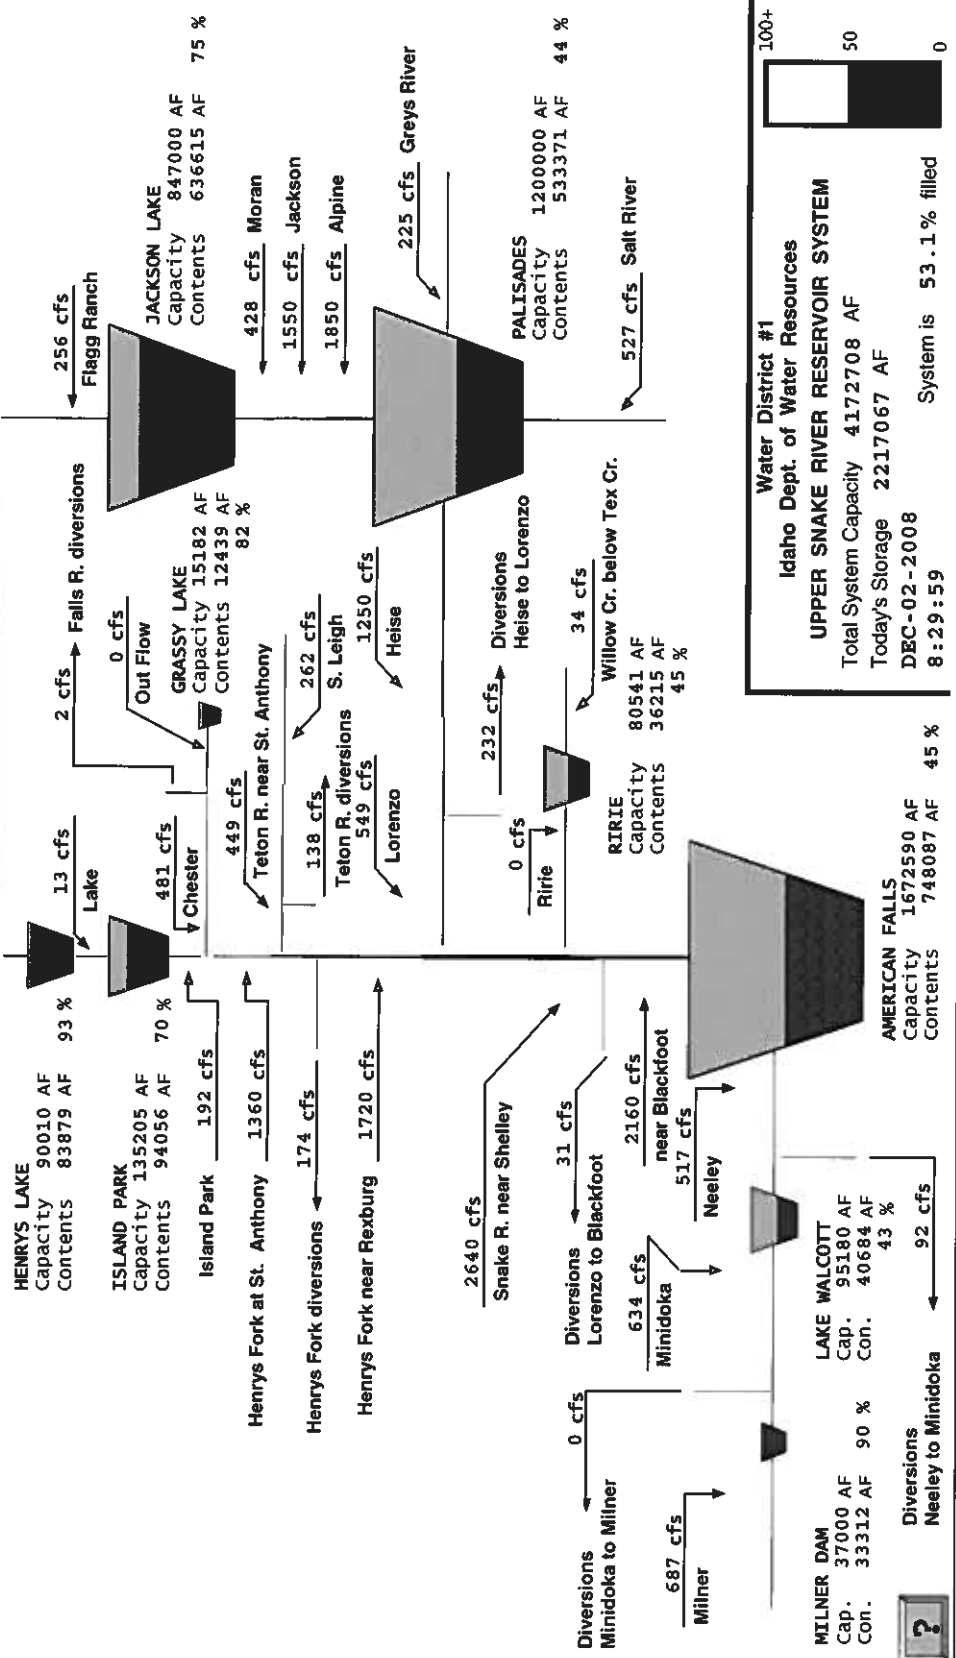 HENRYS LAKE
Capacity 90010 AF
Contents 83879 AF 93 %
13 cfs
Lake
ISLAND PARK
Capacity 135205 AF
Contents 94056 AF 70 %
192 cfs
Island Park
481 cfs
Chester
2 cfs
Falls R. diversions
0 cfs
Out Flow
GRASSY LAKE
Capacity 15182 AF
Contents 12439 AF
82 %
256 cfs
Flagg Ranch
JACKSON LAKE
Capacity 847000 AF
Contents 636615 AF 75 %
428 cfs Moran
1550 cfs Jackson
1850 cfs Alpine
Henrys Fork at St. Anthony 1360 cfs
449 cfs
Teton R. near St. Anthony
262 cfs
S. Leigh
Henrys Fork diversions 174 cfs
138 cfs
Teton R. diversions
Henrys Fork near Rexburg 1720 cfs
549 cfs
Lorenzo
1250 cfs
Heise
225 cfs Greys River
PALISADES
Capacity 1200000 AF
Contents 533371 AF 44 %
527 cfs Salt River
2640 cfs
Snake R. near Shelley
232 cfs
Diversions
Heise to Lorenzo
0 cfs
Ririe
34 cfs
Willow Cr. below Tex Cr.
RIRIE
Capacity 80541 AF
Contents 36215 AF
45 %
31 cfs
Diversions
Lorenzo to Blackfoot
2160 cfs
near Blackfoot
517 cfs
Neeley
634 cfs
Minidoka
0 cfs
Diversions
Minidoka to Milner
687 cfs
Milner
MILNER DAM
Cap. 37000 AF
Con. 33312 AF 90 %
LAKE WALCOTT
Cap. 95180 AF
Con. 40684 AF
43 %
92 cfs
Diversions
Neeley to Minidoka
AMERICAN FALLS
Capacity 1672590 AF
Contents 748087 AF 45 %
?
Water District #1
Idaho Dept. of Water Resources
UPPER SNAKE RIVER RESERVOIR SYSTEM
Total System Capacity 4172708 AF
Today's Storage 2217067 AF
DEC-02-2008
8:29:59
System is 53.1% filled
100+
50
0